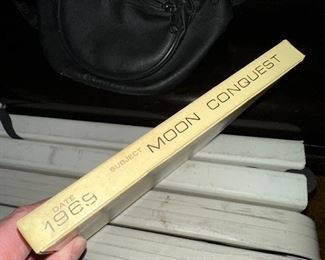 DATE
1969
SUBJECT
MOON CONQUEST